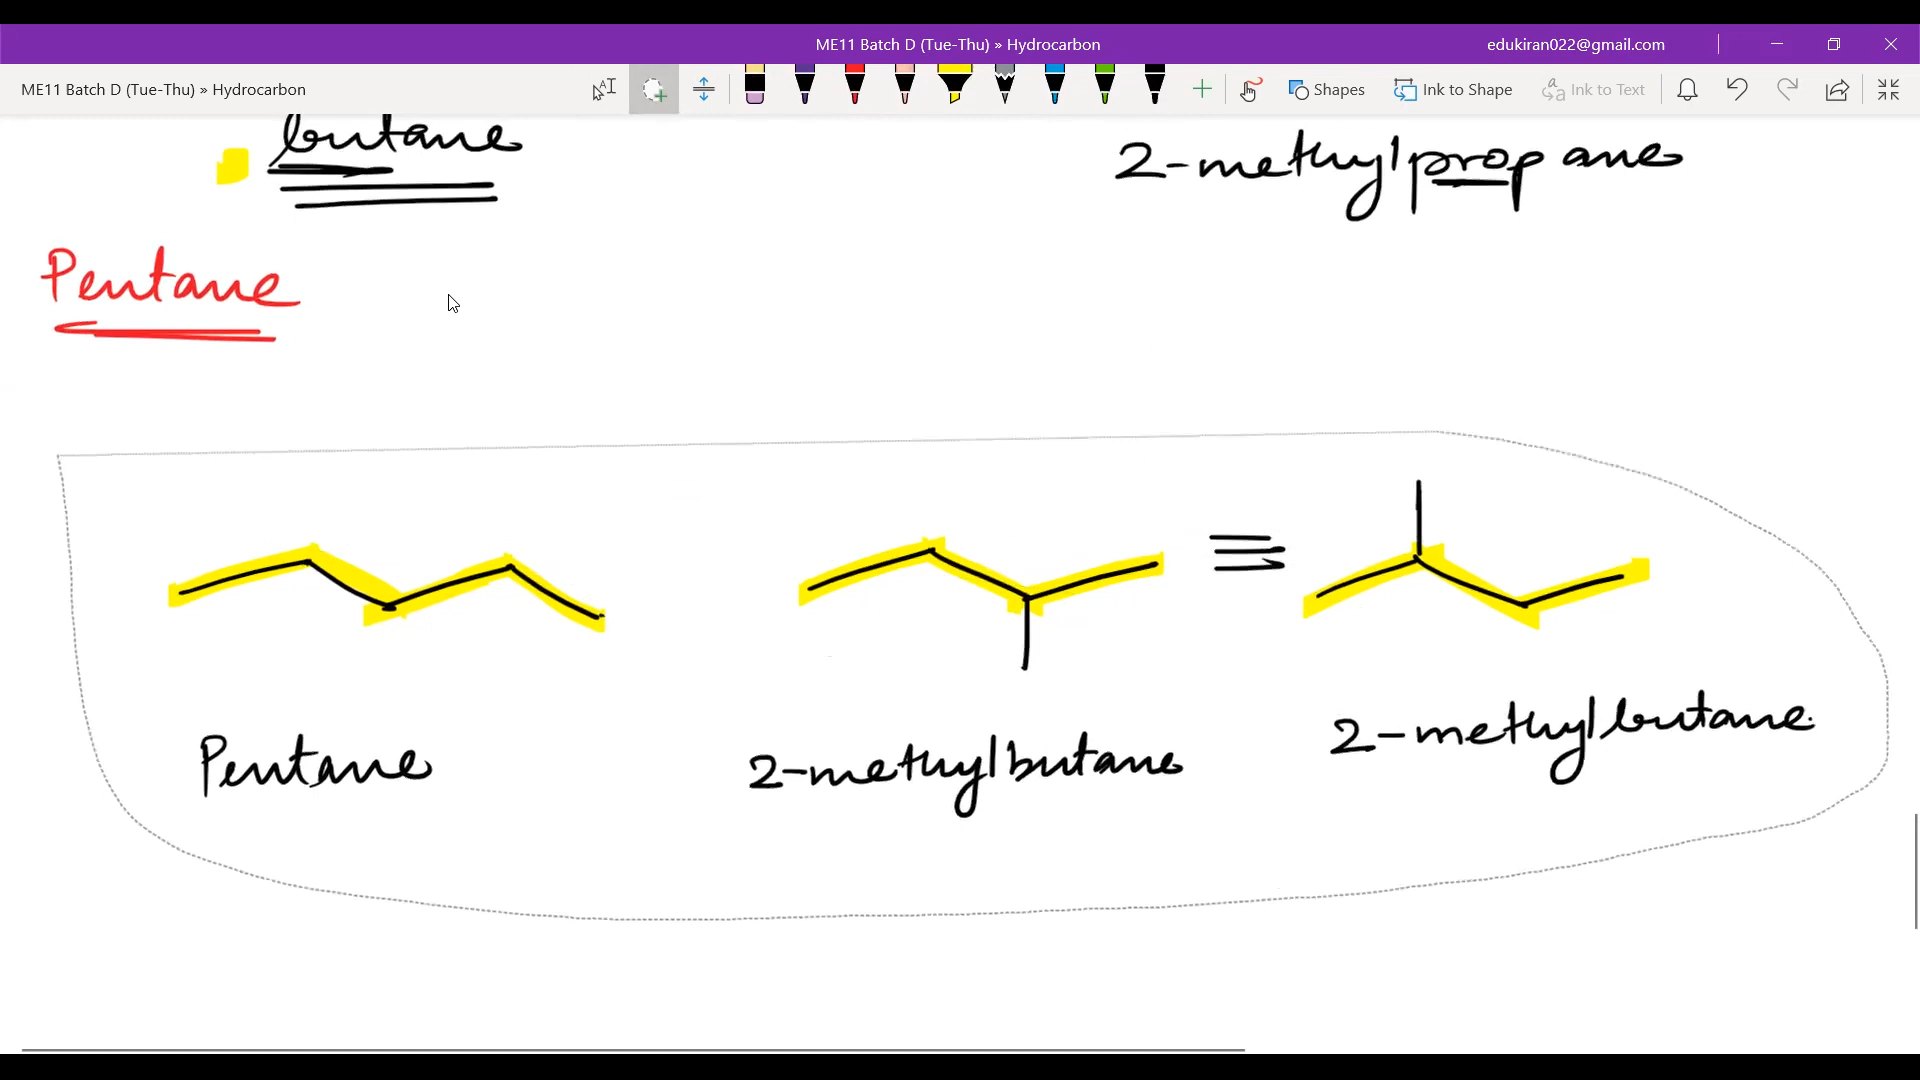 ME11 Batch D (Tue-Thu) » Hydrocarbon
edukiran022@gmail.com
ME11 Batch D (Tue-Thu) » Hydrocarbon
Shapes
Ink to Shape
Ink to Text
butane
2-methylpropane
Pentane
≡
Pentane
2-methylbutane
2-methylbutane